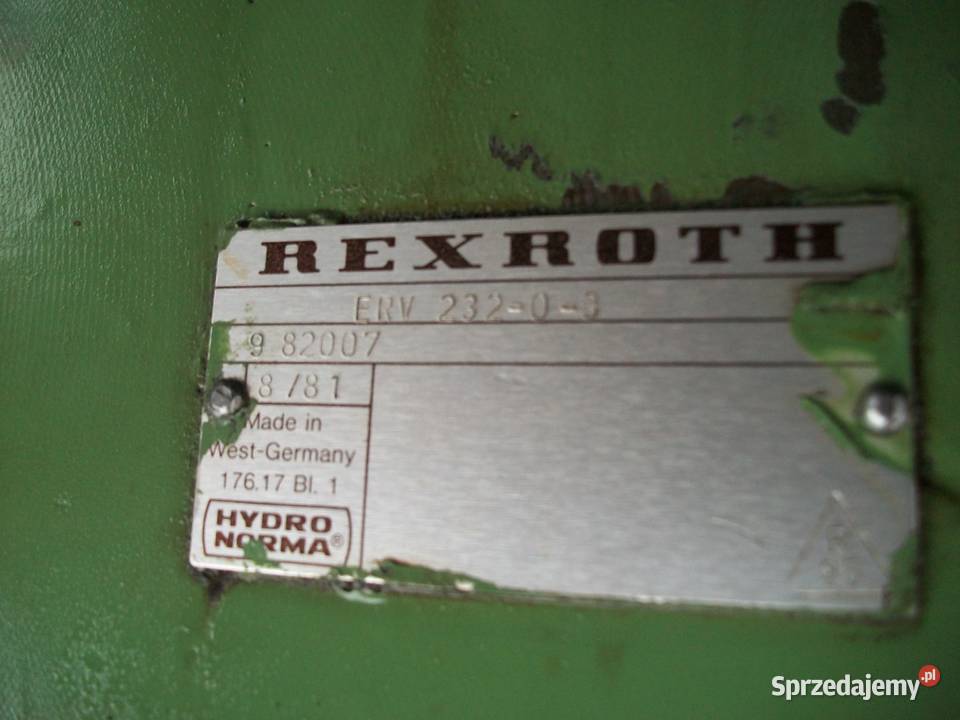 REXROTH
ERV 232-0-3
9 82007
8/81
Made in
West-Germany
176.17 Bl. 1
HYDRO
NORMA®
Sprzedajemy.pl